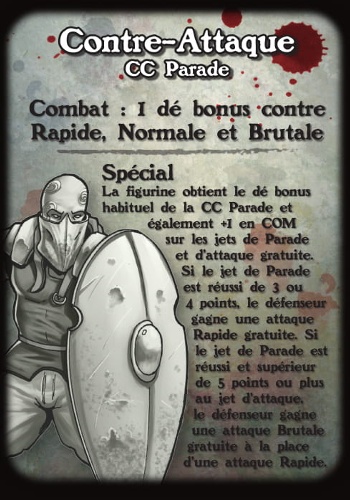 Contre-Attaque
CC Parade
Combat : 1 dé bonus contre
Rapide, Normale et Brutale
Spécial
La figurine obtient le dé bonus
habituel de la CC Parade et
également +1 en COM
sur les jets de Parade
et d'attaque gratuite.
Si le jet de Parade
est réussi de 3 ou
4 points, le défenseur
gagne une attaque
Rapide gratuite. Si
le jet de Parade est
réussi et supérieur
de 5 points ou plus
au jet d'attaque,
le défenseur gagne
une attaque Brutale
gratuite à la place
d'une attaque Rapide.